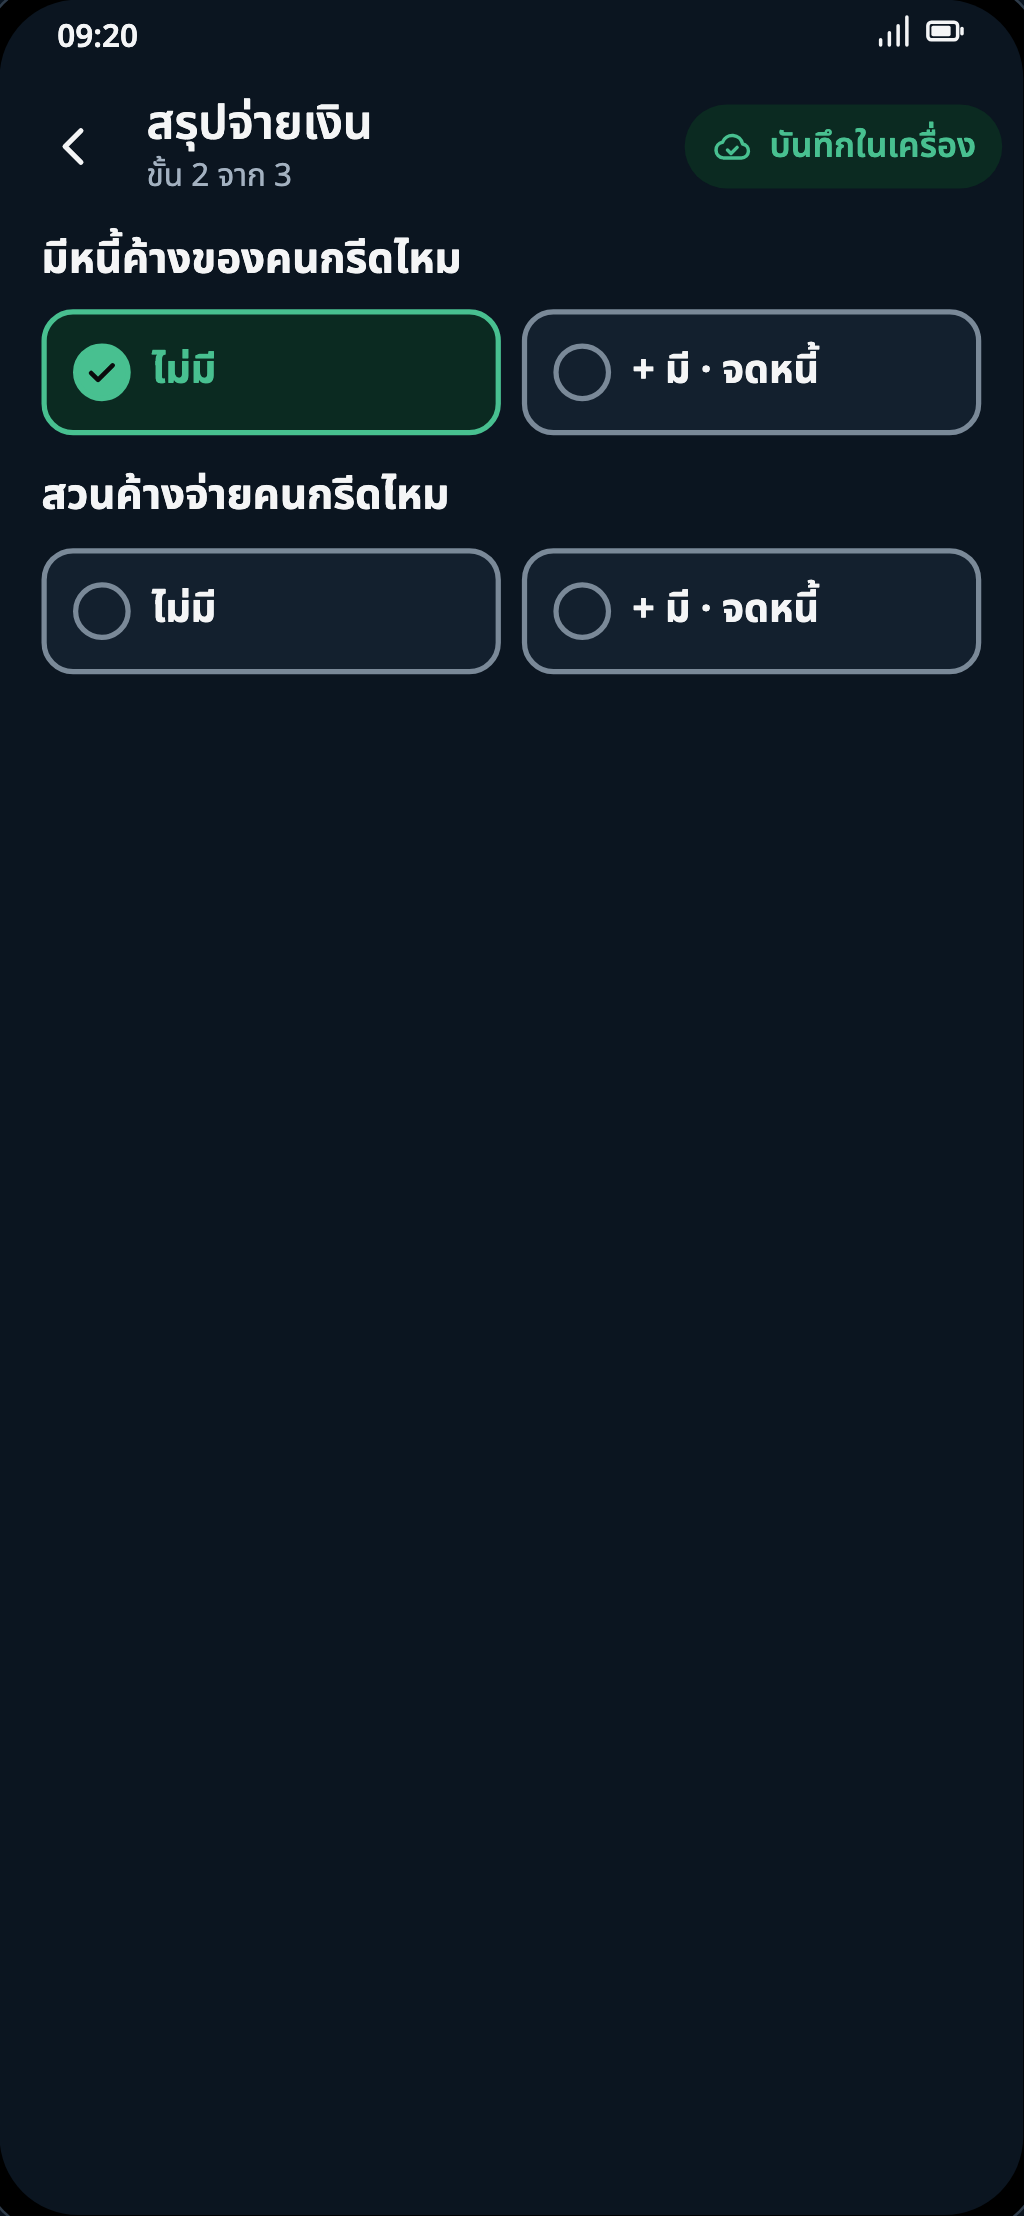 09:20
สรุปจ่ายเงิน
ขั้น 2 จาก 3
บันทึกในเครื่อง
มีหนี้ค้างของคนกรีดไหม
ไม่มี
+ มี · จดหนี้
สวนค้างจ่ายคนกรีดไหม
ไม่มี
+ มี · จดหนี้